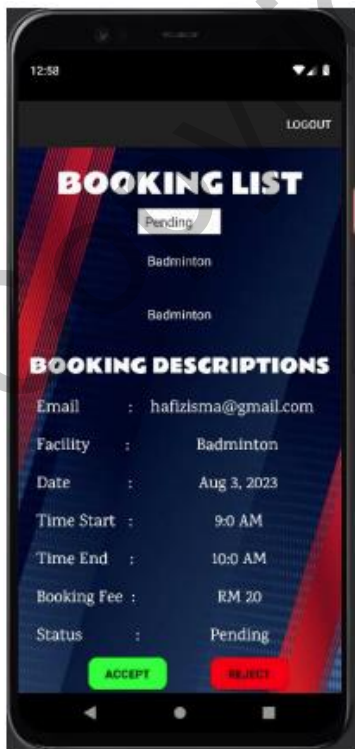 12:58
LOGOUT
BOOKING LIST
Pending
Badminton
Badminton
BOOKING DESCRIPTIONS
Email : hafizisma@gmail.com
Facility : Badminton
Date : Aug 3, 2023
Time Start : 9:0 AM
Time End : 10:0 AM
Booking Fee : RM 20
Status : Pending
ACCEPT REJECT